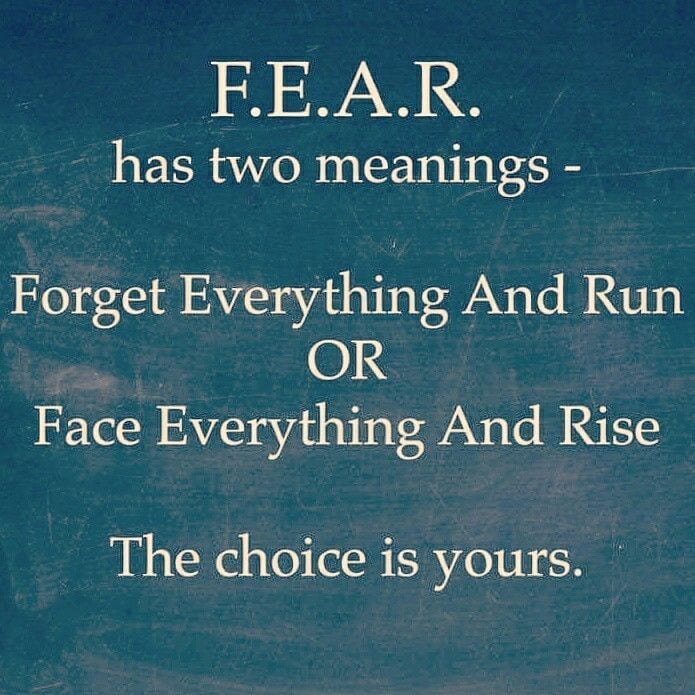 F.E.A.R.
has two meanings -
Forget Everything And Run
OR
Face Everything And Rise
The choice is yours.